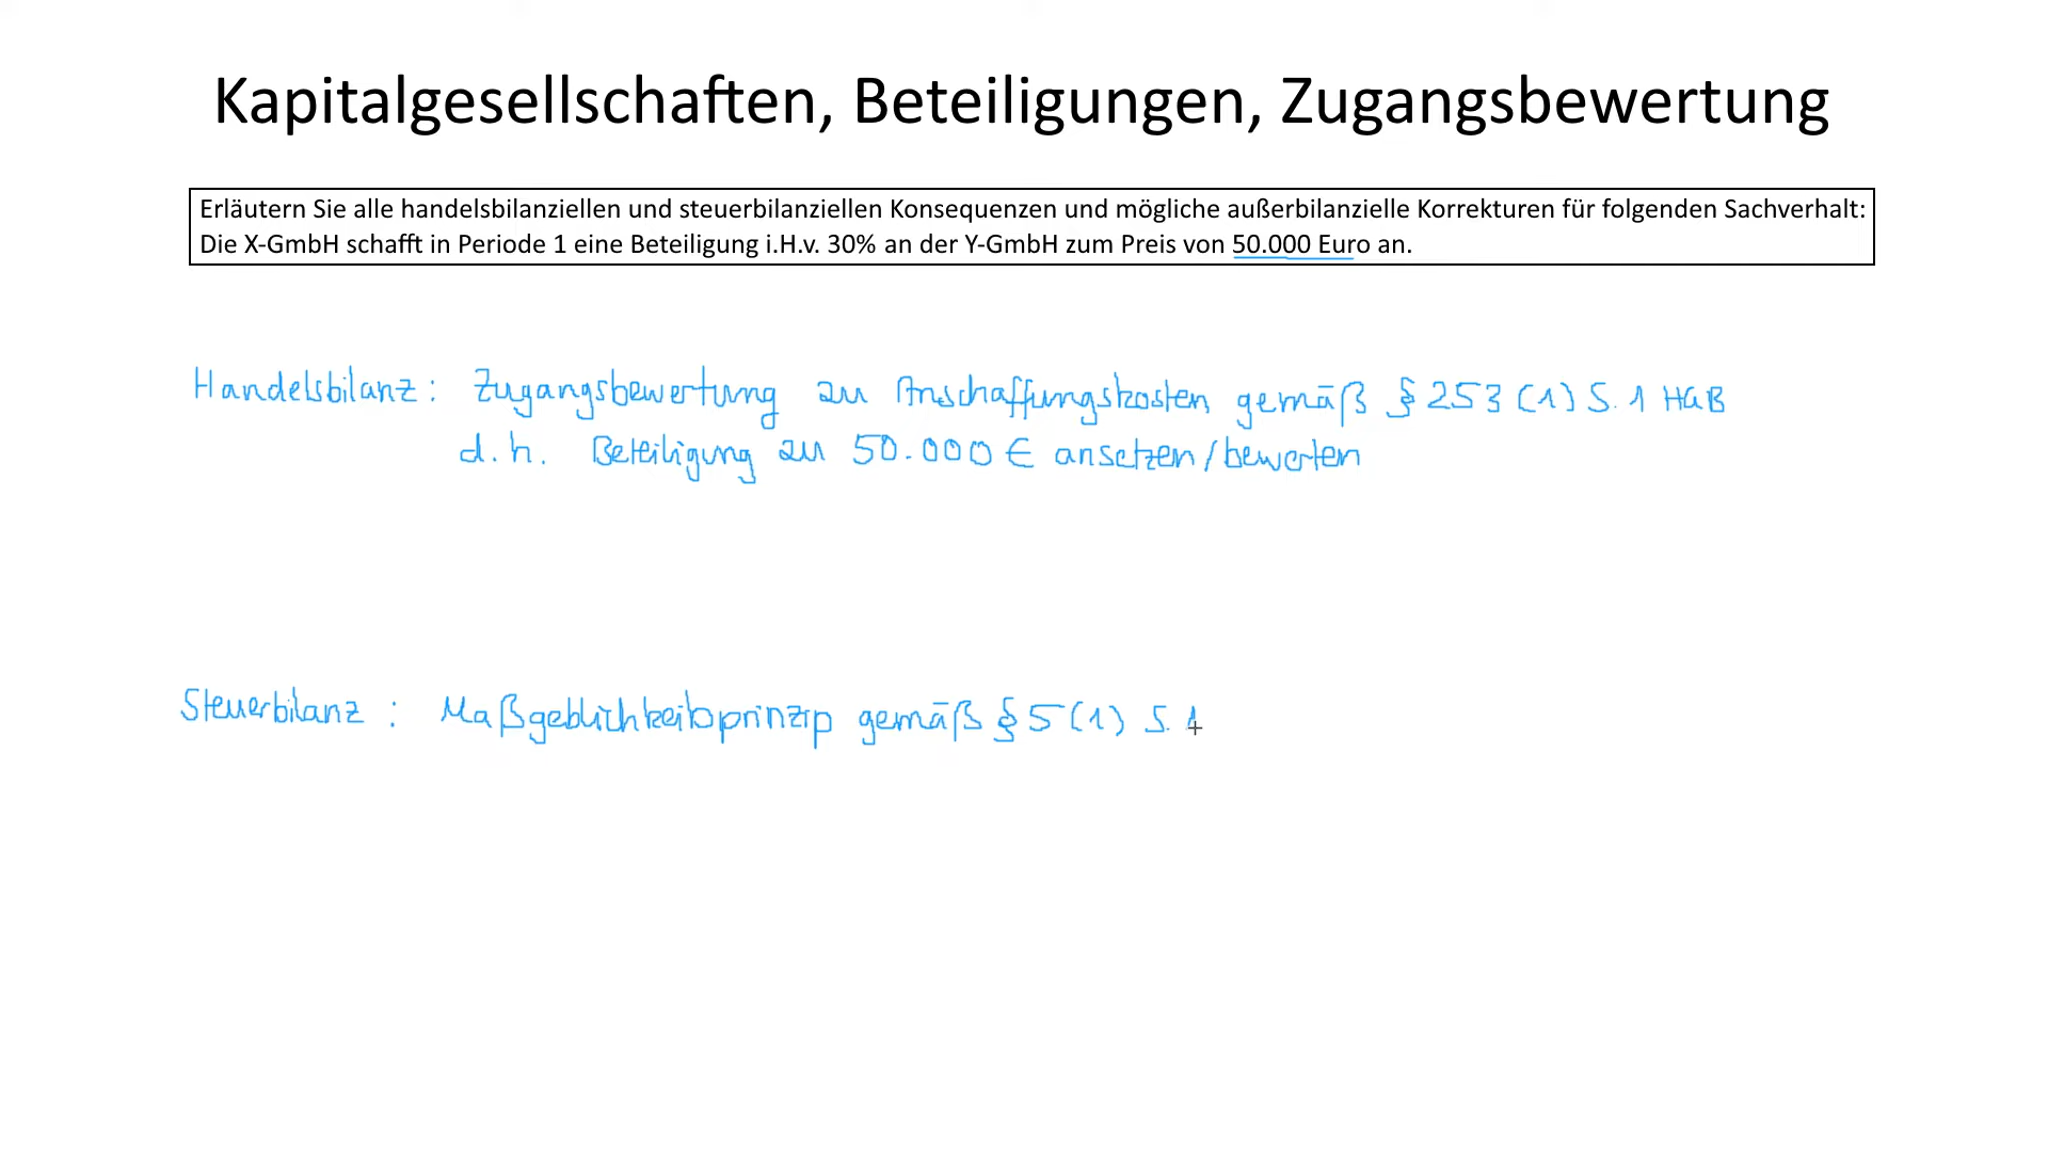 Kapitalgesellschaften, Beteiligungen, Zugangsbewertung
Erläutern Sie alle handelsbilanziellen und steuerbilanziellen Konsequenzen und mögliche außerbilanzielle Korrekturen für folgenden Sachverhalt:
Die X-GmbH schafft in Periode 1 eine Beteiligung i.H.v. 30% an der Y-GmbH zum Preis von 50.000 Euro an.
Handelsbilanz: Zugangsbewertung zu Anschaffungskosten gemäß § 253 (1) S. 1 HGB
d.h. Beteiligung zu 50.000 € ansetzen/bewerten
Steuerbilanz: Maßgeblichkeitsprinzip gemäß § 5 (1) S. 1